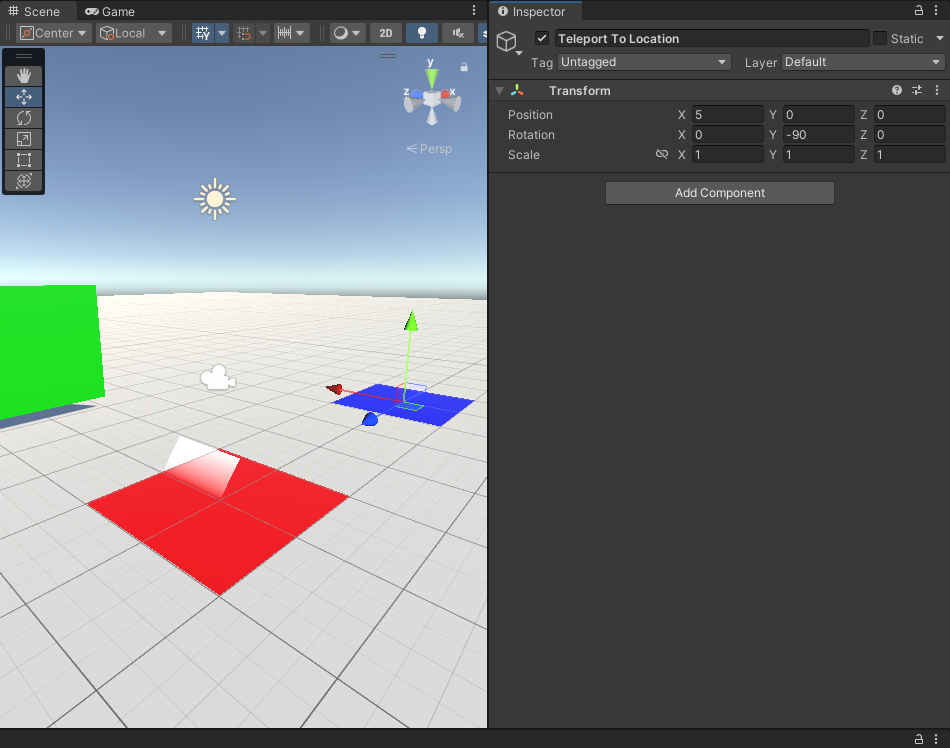 Scene Game
Center Local 2D
y
z x
Persp
Inspector
Teleport To Location Static
Tag Untagged Layer Default
Transform
Position X 5 Y 0 Z 0
Rotation X 0 Y -90 Z 0
Scale X 1 Y 1 Z 1
Add Component